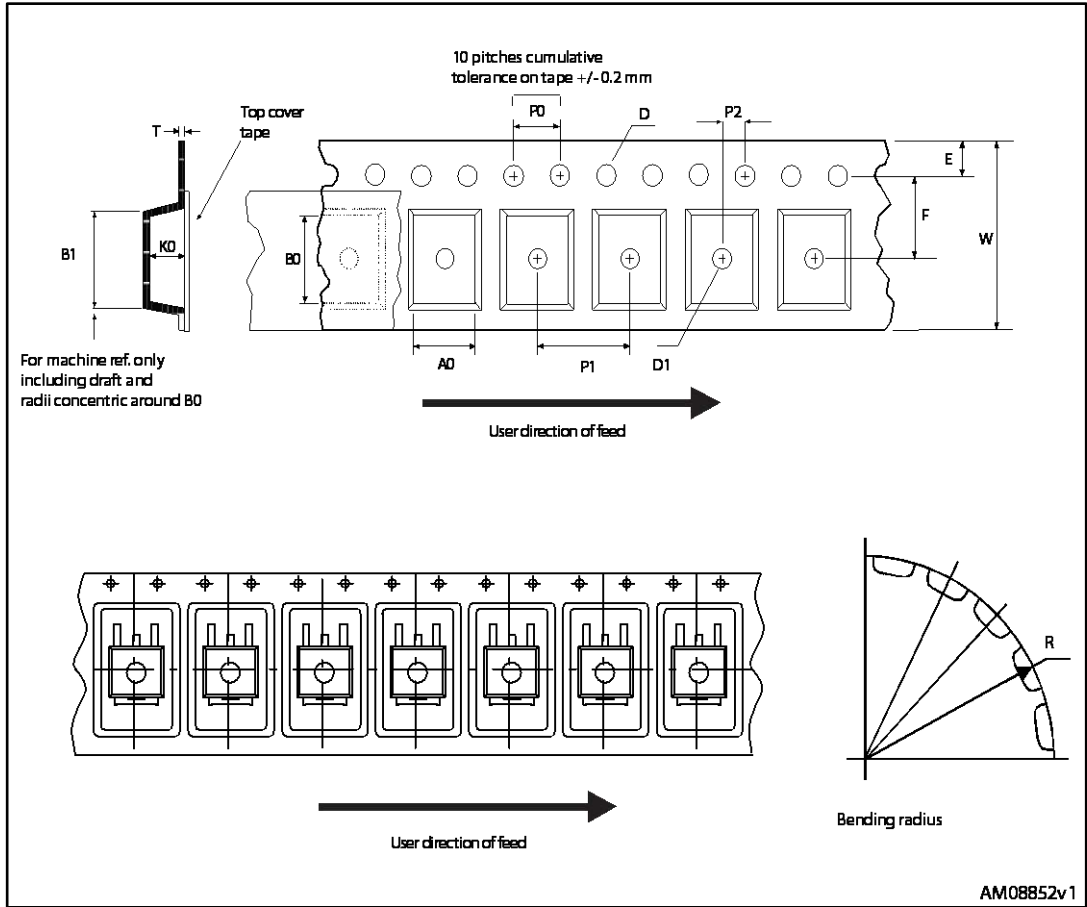 10 pitches cumulative
tolerance on tape +/- 0.2 mm
Top cover
tape
T
P0
D
P2
E
F
W
B1
K0
B0
For machine ref. only
including draft and
radii concentric around B0
A0
P1
D1
User direction of feed
R
User direction of feed
Bending radius
AM08852v1